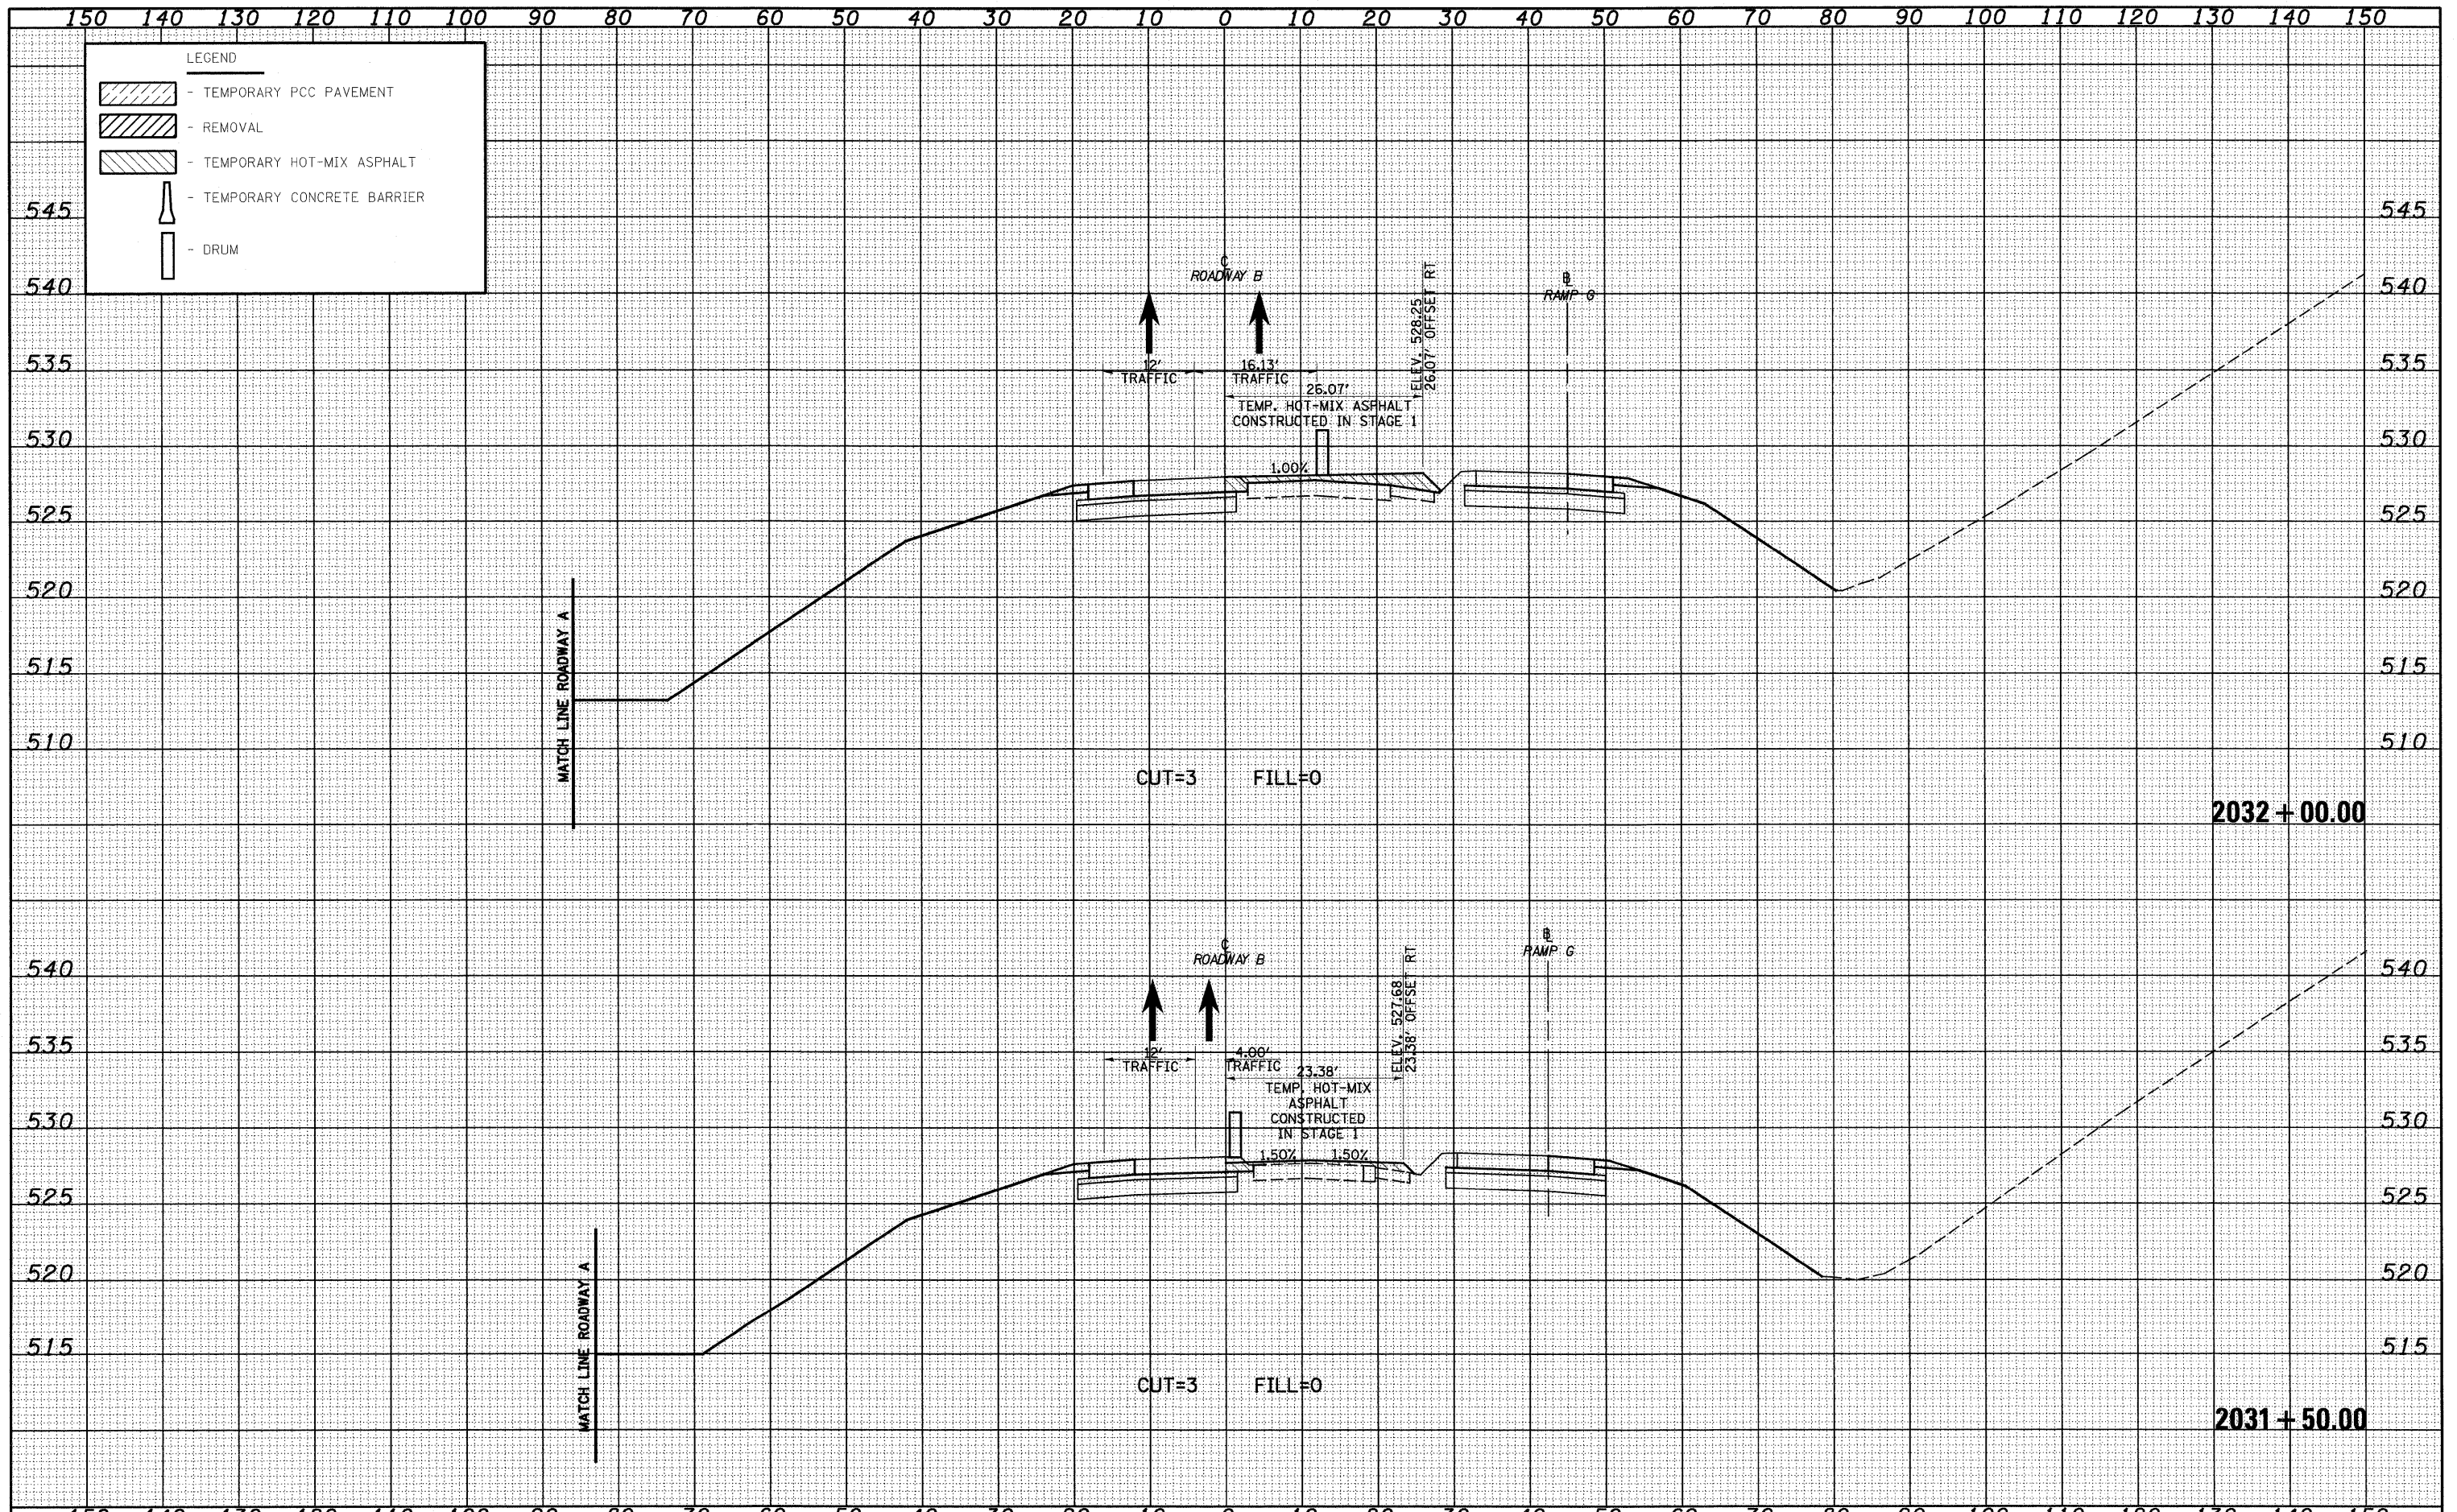 150 140 130 120 110 100 90 80 70 60 50 40 30 20 10 0 10 20 30 40 50 60 70 80 90 100 110 120 130 140 150
LEGEND
- TEMPORARY PCC PAVEMENT
- REMOVAL
- TEMPORARY HOT-MIX ASPHALT
- TEMPORARY CONCRETE BARRIER
- DRUM
545 545
540 540
535 535
530 530
525 525
520 520
515 515
510 510
℄
ROADWAY B
ELEV. 528.25
26.07' OFFSET RT
BL
RAMP G
12'
TRAFFIC
16.13'
TRAFFIC
26.07'
TEMP. HOT-MIX ASPHALT
CONSTRUCTED IN STAGE 1
1.00%
MATCH LINE ROADWAY A
CUT=3 FILL=0
2032+00.00
540 540
535 535
530 530
525 525
520 520
515 515
℄
ROADWAY B
ELEV. 527.68
23.38' OFFSET RT
BL
RAMP G
12'
TRAFFIC
4.00'
TRAFFIC
23.38'
TEMP. HOT-MIX
ASPHALT
CONSTRUCTED
IN STAGE 1
1.50% 1.50%
MATCH LINE ROADWAY A
CUT=3 FILL=0
2031+50.00